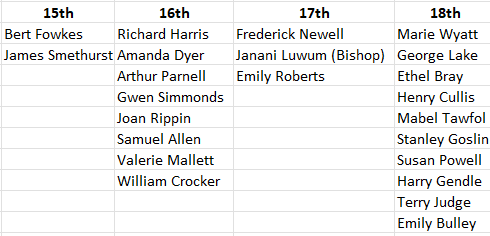 15th 16th 17th 18th
Bert Fowkes Richard Harris Frederick Newell Marie Wyatt
James Smethurst Amanda Dyer Janani Luwum (Bishop) George Lake
Arthur Parnell Emily Roberts Ethel Bray
Gwen Simmonds Henry Cullis
Joan Rippin Mabel Tawfol
Samuel Allen Stanley Goslin
Valerie Mallett Susan Powell
William Crocker Harry Gendle
Terry Judge
Emily Bulley